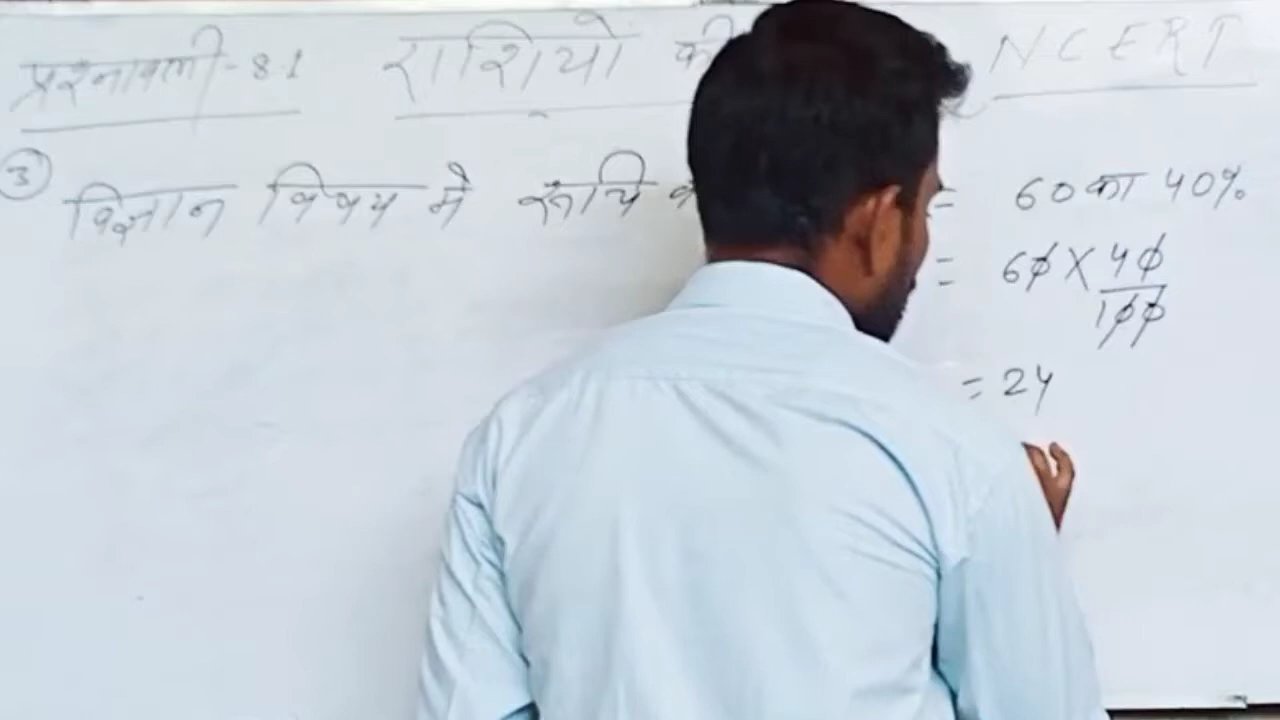 प्रश्नावली-8.1 राशियो की NCERT
③ विज्ञान विषय मे रूचि = 60 का 40%
= 60 X 40/100
= 24